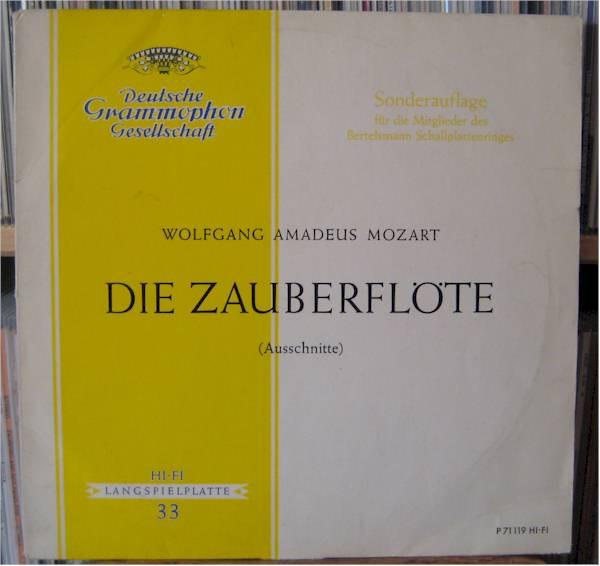 Deutsche
Grammophon
Gesellschaft
Sonderauflage
für die Mitglieder des
Bertelsmann Schallplattenringes
WOLFGANG AMADEUS MOZART
DIE ZAUBERFLÖTE
(Ausschnitte)
HI-FI
LANGSPIELPLATTE
33
P 71 119 HI-FI